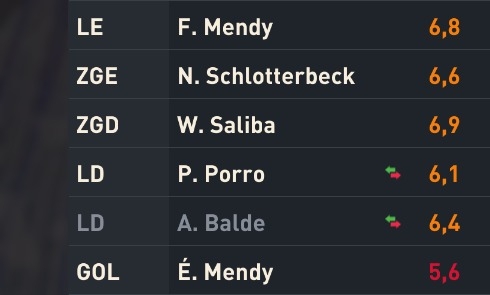 LE F. Mendy 6,8
ZGE N. Schlotterbeck 6,6
ZGD W. Saliba 6,9
LD P. Porro 6,1
LD A. Balde 6,4
GOL É. Mendy 5,6